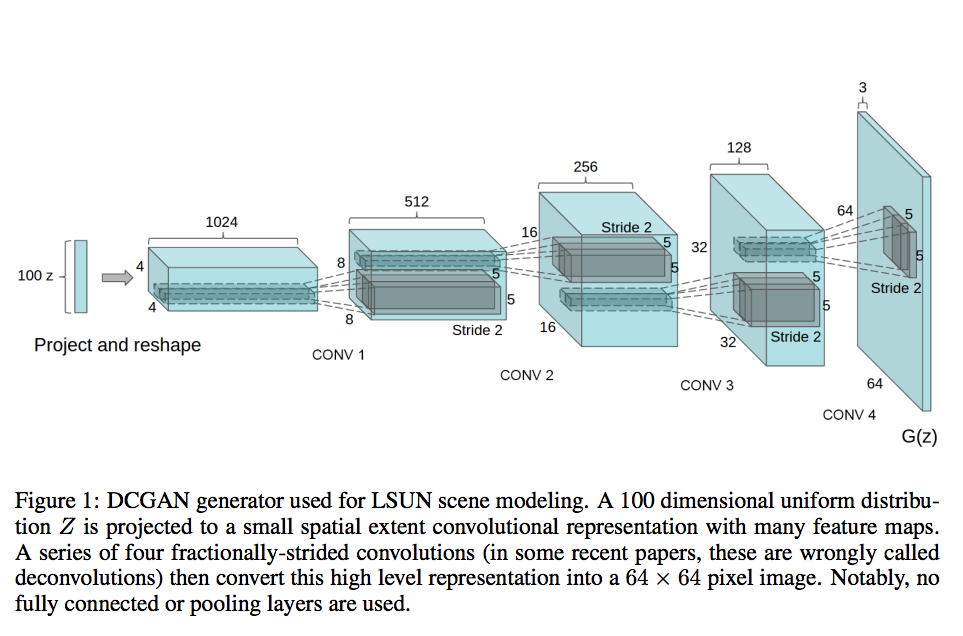 3
128
256
512
1024
64
5
16
Stride 2
5
5
32
5
8
4
100 z
5
5
Stride 2
5
4
5
5
8
16
Stride 2
32
Stride 2
Project and reshape
CONV 1
CONV 2
CONV 3
64
CONV 4
G(z)
Figure 1: DCGAN generator used for LSUN scene modeling. A 100 dimensional uniform distribu-
tion Z is projected to a small spatial extent convolutional representation with many feature maps.
A series of four fractionally-strided convolutions (in some recent papers, these are wrongly called
deconvolutions) then convert this high level representation into a 64 × 64 pixel image. Notably, no
fully connected or pooling layers are used.